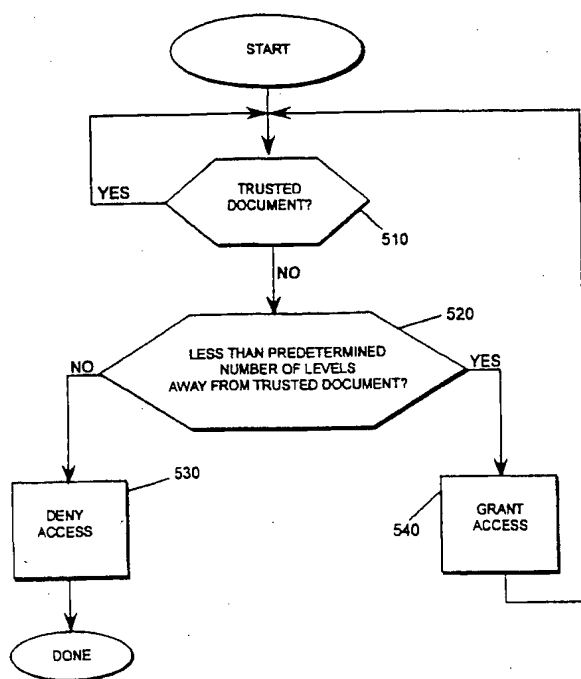 START
YES
TRUSTED
DOCUMENT?
510
NO
520
LESS THAN PREDETERMINED
NUMBER OF LEVELS
AWAY FROM TRUSTED DOCUMENT?
NO
YES
530
DENY
ACCESS
GRANT
ACCESS
540
DONE